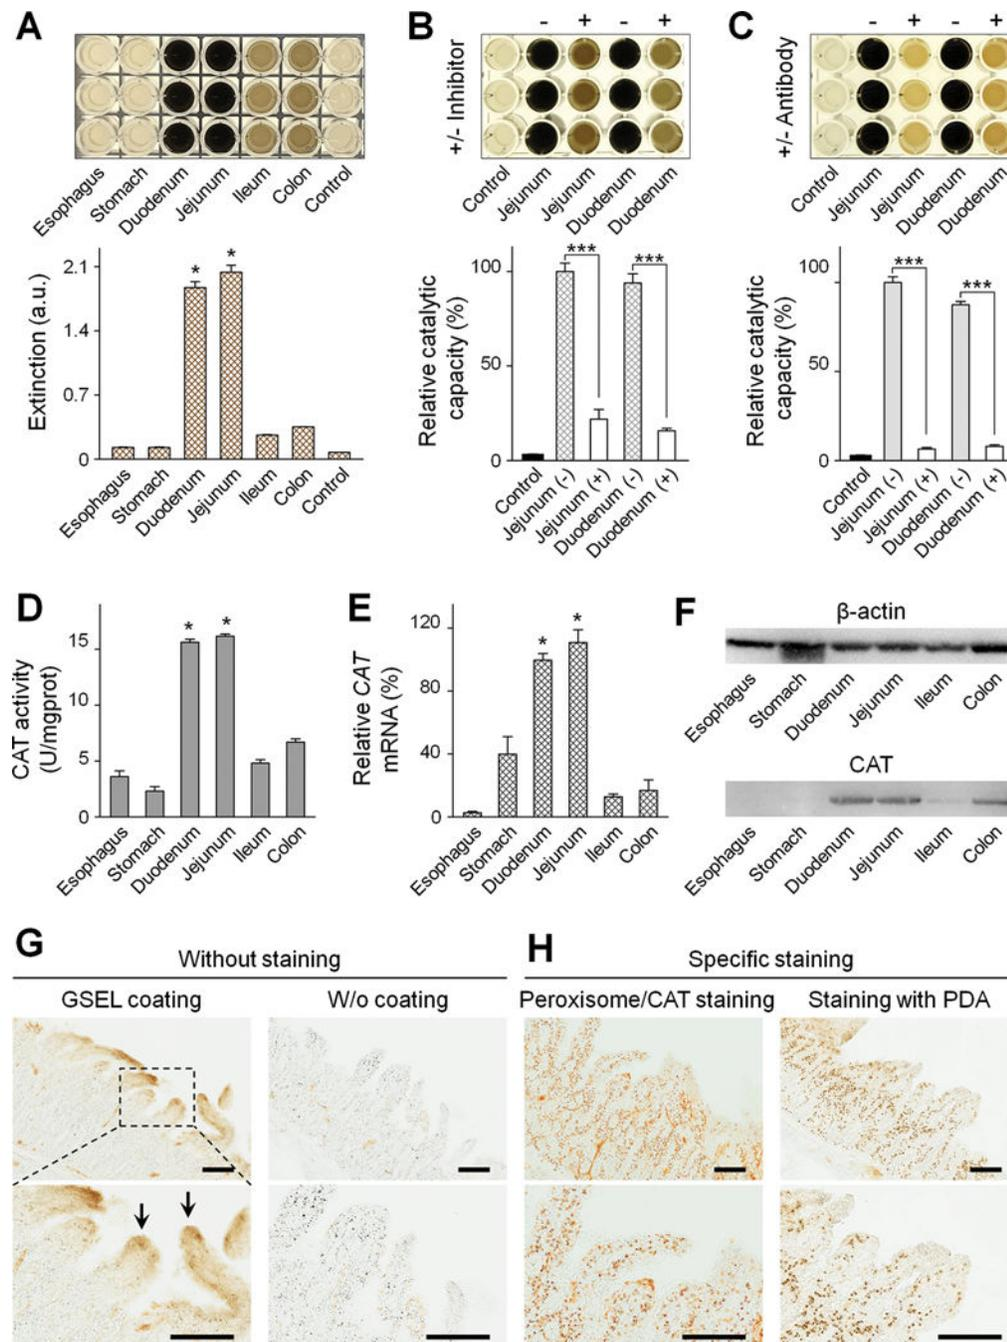 A
Esophagus
Stomach
Duodenum
Jejunum
Ileum
Colon
Control
Extinction (a.u.)
2.1
1.4
0.7
0
* *
Esophagus
Stomach
Duodenum
Jejunum
Ileum
Colon
Control
B
- + - +
+/- Inhibitor
Control
Jejunum
Jejunum
Duodenum
Duodenum
Relative catalytic
capacity (%)
100
50
0
*** ***
Control
Jejunum (-)
Jejunum (+)
Duodenum (-)
Duodenum (+)
C
- + - +
+/- Antibody
Control
Jejunum
Jejunum
Duodenum
Duodenum
Relative catalytic
capacity (%)
100
50
0
*** ***
Control
Jejunum (-)
Jejunum (+)
Duodenum (-)
Duodenum (+)
D
CAT activity
(U/mgprot)
15
10
5
0
* *
Esophagus
Stomach
Duodenum
Jejunum
Ileum
Colon
E
Relative CAT
mRNA (%)
120
80
40
0
* *
Esophagus
Stomach
Duodenum
Jejunum
Ileum
Colon
F
β-actin
Esophagus
Stomach
Duodenum
Jejunum
Ileum
Colon
CAT
Esophagus
Stomach
Duodenum
Jejunum
Ileum
Colon
G
Without staining
GSEL coating W/o coating
H
Specific staining
Peroxisome/CAT staining Staining with PDA